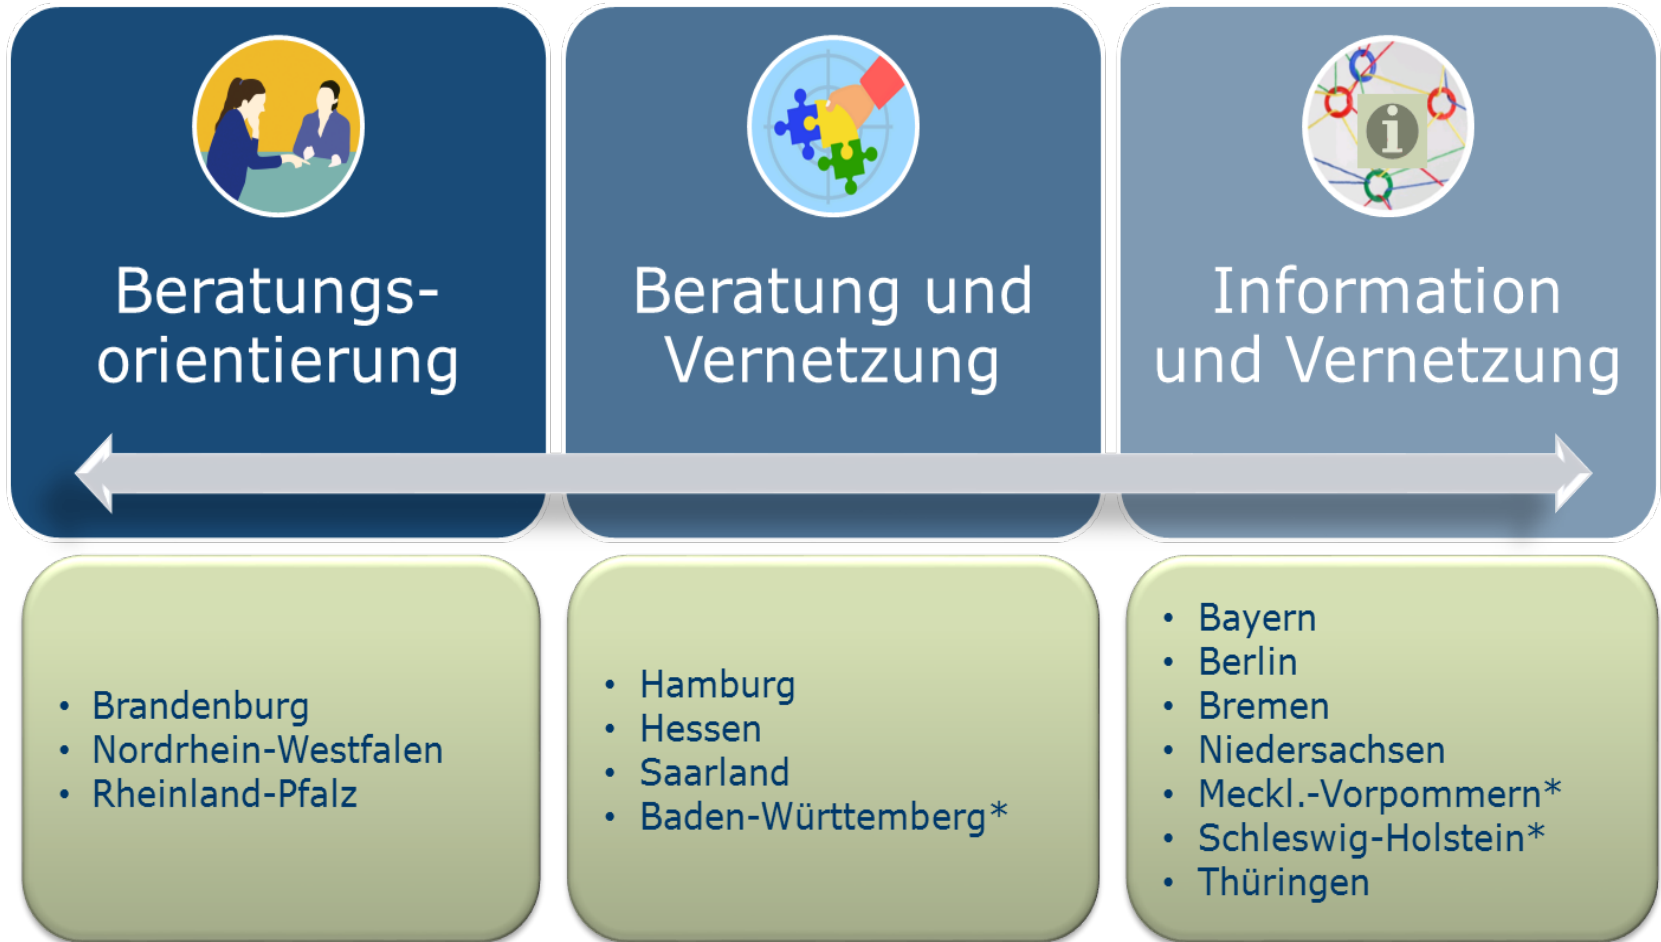 Beratungs-
orientierung
Beratung und
Vernetzung
i
Information
und Vernetzung
• Brandenburg
• Nordrhein-Westfalen
• Rheinland-Pfalz
• Hamburg
• Hessen
• Saarland
• Baden-Württemberg*
• Bayern
• Berlin
• Bremen
• Niedersachsen
• Meckl.-Vorpommern*
• Schleswig-Holstein*
• Thüringen